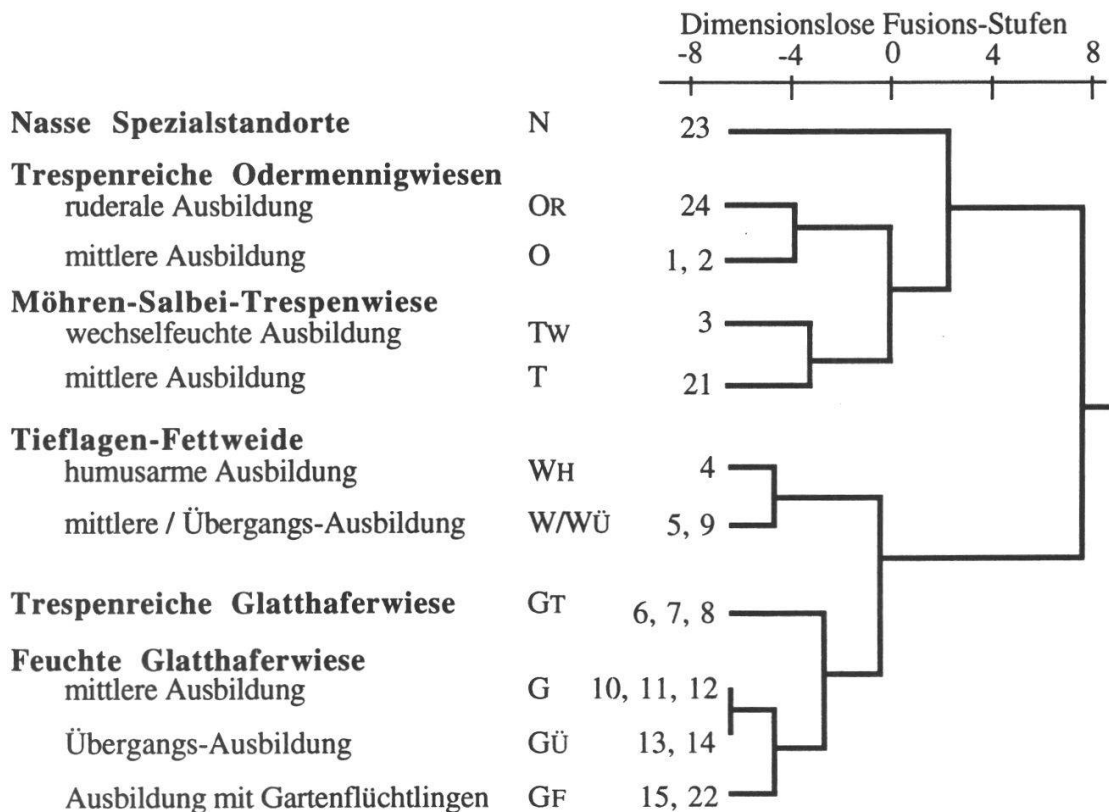 Dimensionslose Fusions-Stufen
-8 -4 0 4 8
Nasse Spezialstandorte N 23
Trespenreiche Odermennigwiesen
ruderale Ausbildung OR 24
mittlere Ausbildung O 1, 2
Möhren-Salbei-Trespenwiese
wechselfeuchte Ausbildung TW 3
mittlere Ausbildung T 21
Tieflagen-Fettweide
humusarme Ausbildung WH 4
mittlere / Übergangs-Ausbildung W/WÜ 5, 9
Trespenreiche Glatthaferwiese GT 6, 7, 8
Feuchte Glatthaferwiese
mittlere Ausbildung G 10, 11, 12
Übergangs-Ausbildung GÜ 13, 14
Ausbildung mit Gartenflüchtlingen GF 15, 22